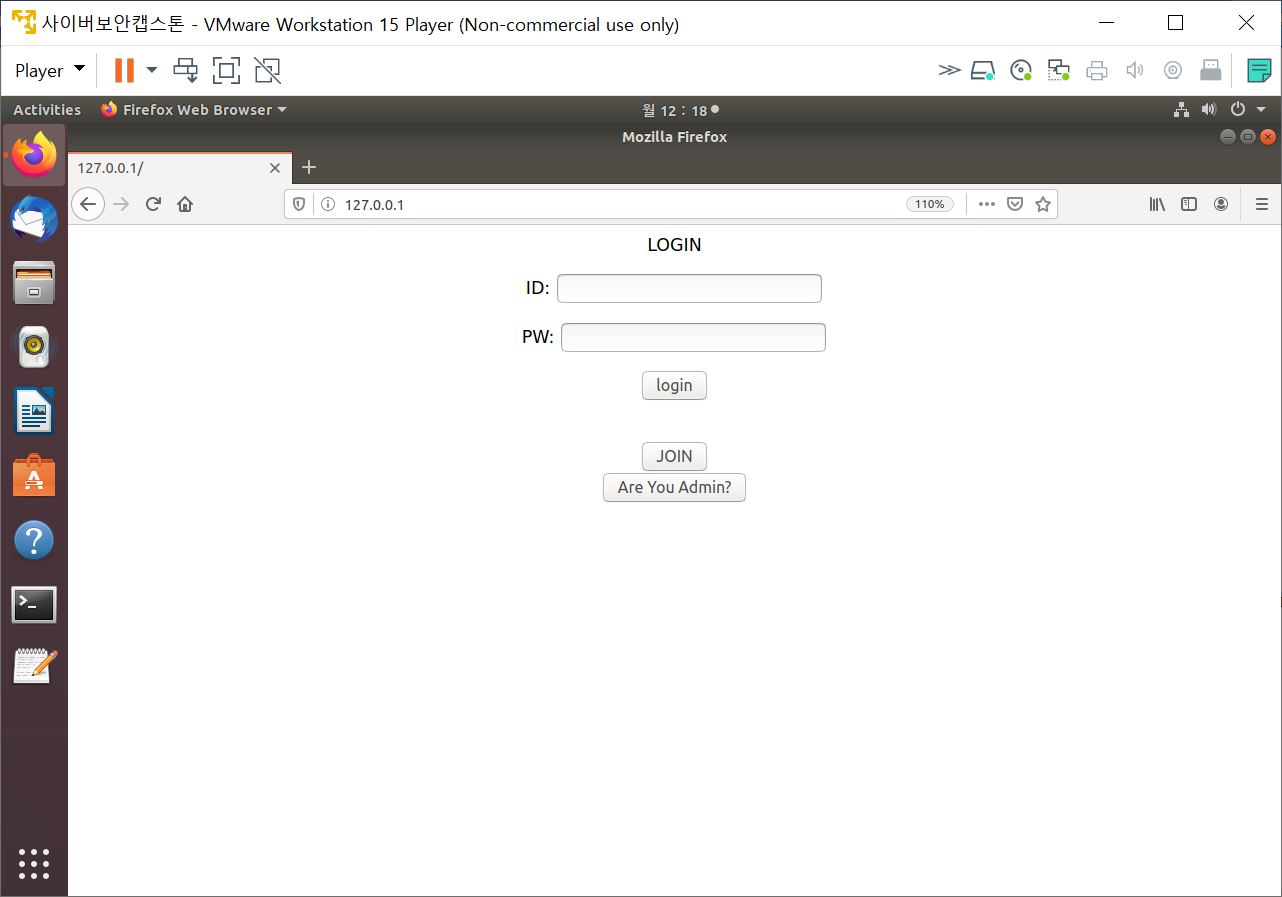 사이버보안캡스톤 - VMware Workstation 15 Player (Non-commercial use only)
Player
Activities Firefox Web Browser 월 12 : 18
Mozilla Firefox
127.0.0.1/
127.0.0.1 110%
LOGIN
ID:
PW:
login
JOIN
Are You Admin?